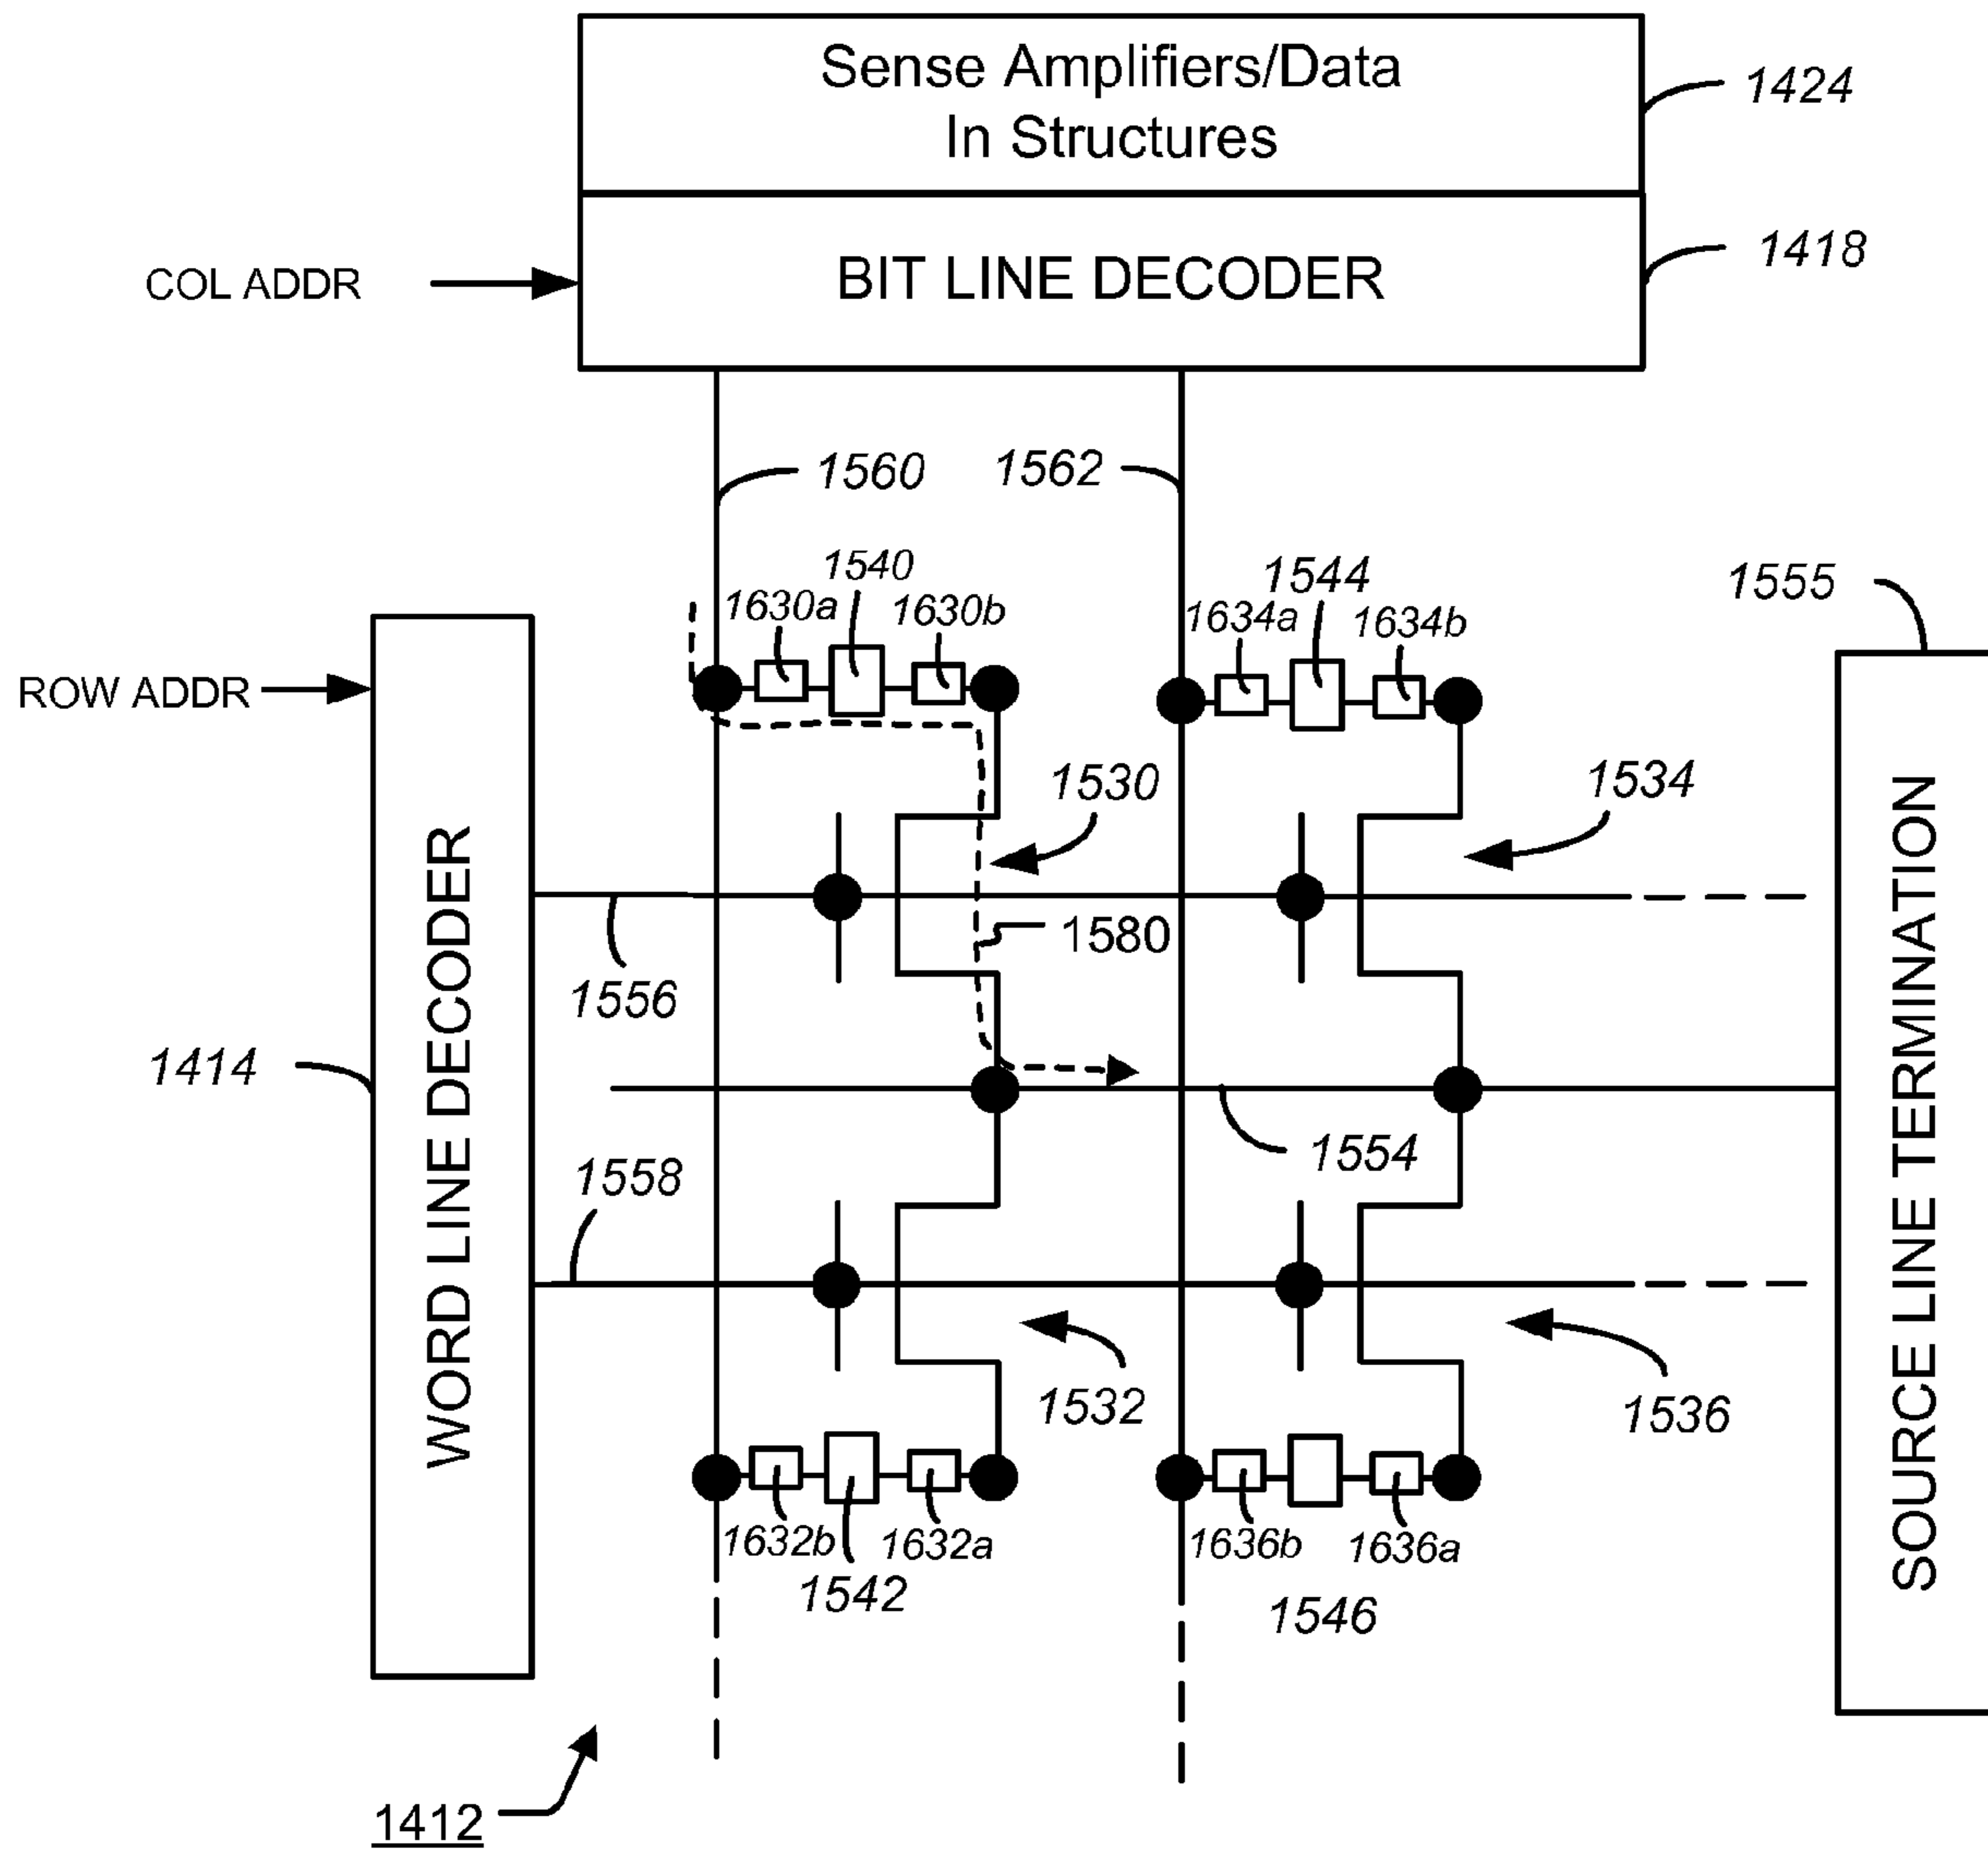 Sense Amplifiers/Data
In Structures
1424
BIT LINE DECODER
1418
COL ADDR
1560
1562
1540
1544
1555
1630a
1630b
1634a
1634b
ROW ADDR
1530
1534
WORD LINE DECODER
SOURCE LINE TERMINATION
1580
1556
1414
1554
1558
1532
1536
1632b
1632a
1636b
1636a
1542
1546
1412